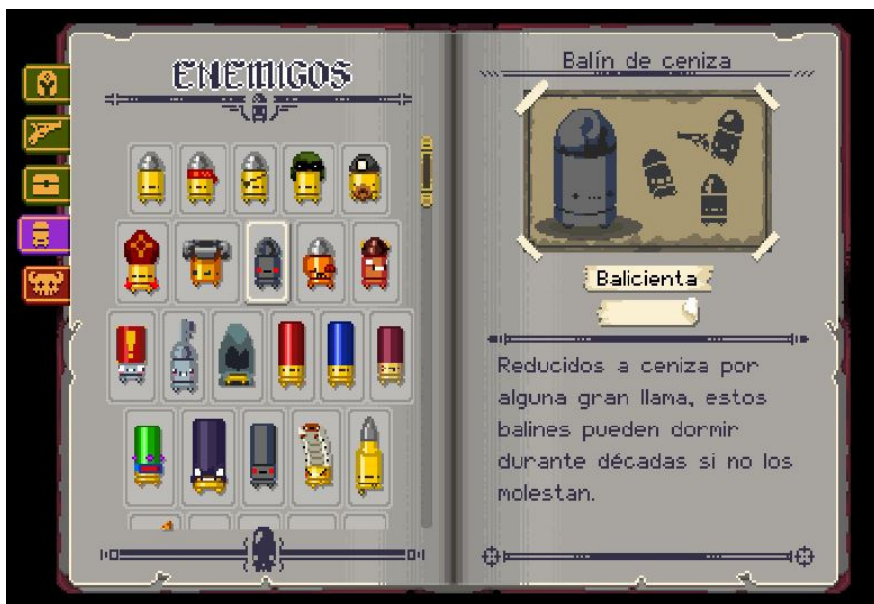 ENEMIGOS
Balín de ceniza
Balicienta
Reducidos a ceniza por
alguna gran llama, estos
balines pueden dormir
durante décadas si no los
molestan.